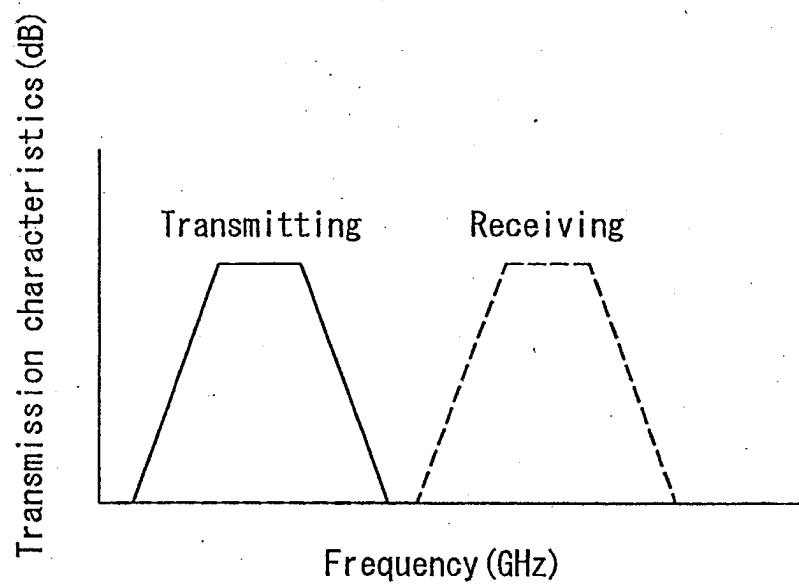 Transmission characteristics(dB)
Transmitting
Receiving
Frequency(GHz)